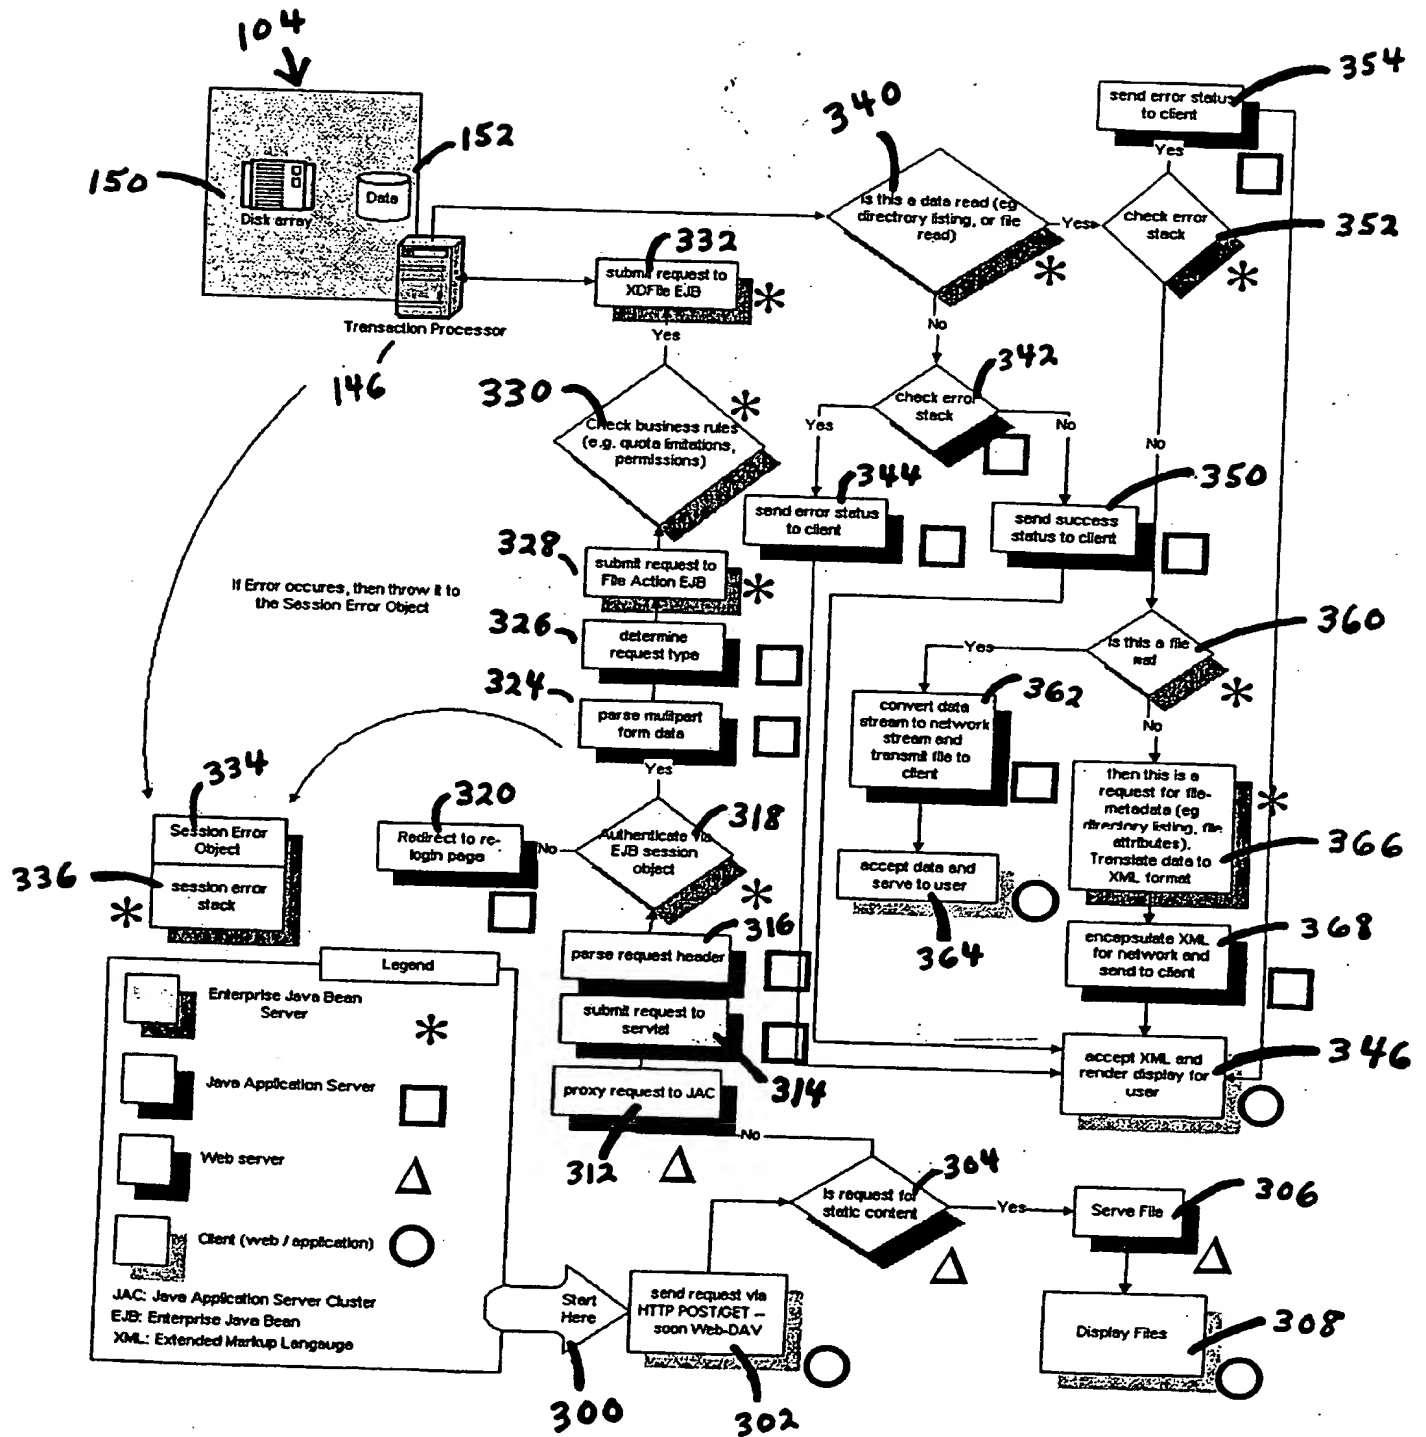 104
354
send error status
to client
Yes
340
152
150
Disk array
Data
Is this a data read (eg
directrory listing, or file
read)
Yes
check error
stack
352
332
submit request to
XDFile EJB
Transaction Processor
146
Yes
No
342
check error
stack
Yes
No
No
330
Check business rules
(e.g. quota limitations,
permissions)
344
send error status
to client
350
send success
status to client
328
submit request to
File Action EJB
If Error occures, then throw it to
the Session Error Object
326
determine
request type
360
Is this a file
Yes
No
324
parse mulitpart
form data
Yes
362
convert data
stream to network
stream and
transmit file to
client
then this is a
request for file-
metadata (eg
directory listing, file
attributes).
Translate data to
XML format
366
334
Session Error
Object
336
session error
stack
320
Redirect to re-
login page
No
Authenticate via
EJB session
object
318
accept data and
serve to user
364
316
parse request header
encapsulate XML
for network and
send to client
368
Legend
Enterprise Java Bean
Server
Java Application Server
Web server
Client (web / application)
JAC: Java Application Server Cluster
EJB: Enterprise Java Bean
XML: Extended Markup Langauge
submit request to
servlet
314
accept XML and
render display for
user
346
proxy request to JAC
312
No
304
Is request for
static content
Yes
Serve File
306
Start
Here
300
send request via
HTTP POST/GET --
soon Web-DAV
302
Display Files
308